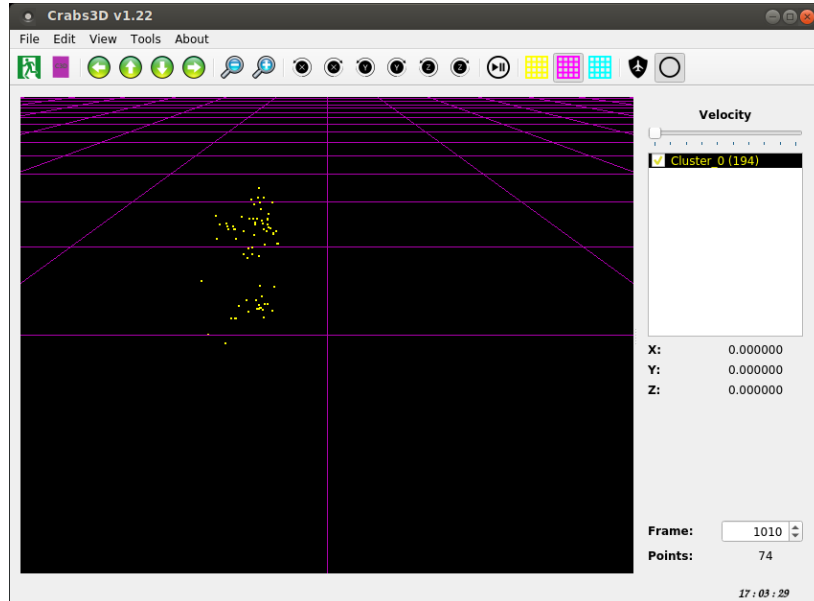 Crabs3D v1.22
File Edit View Tools About
X X Y Y Z Z
Velocity
Cluster_0 (194)
X: 0.000000
Y: 0.000000
Z: 0.000000
Frame: 1010
Points: 74
17 : 03 : 29